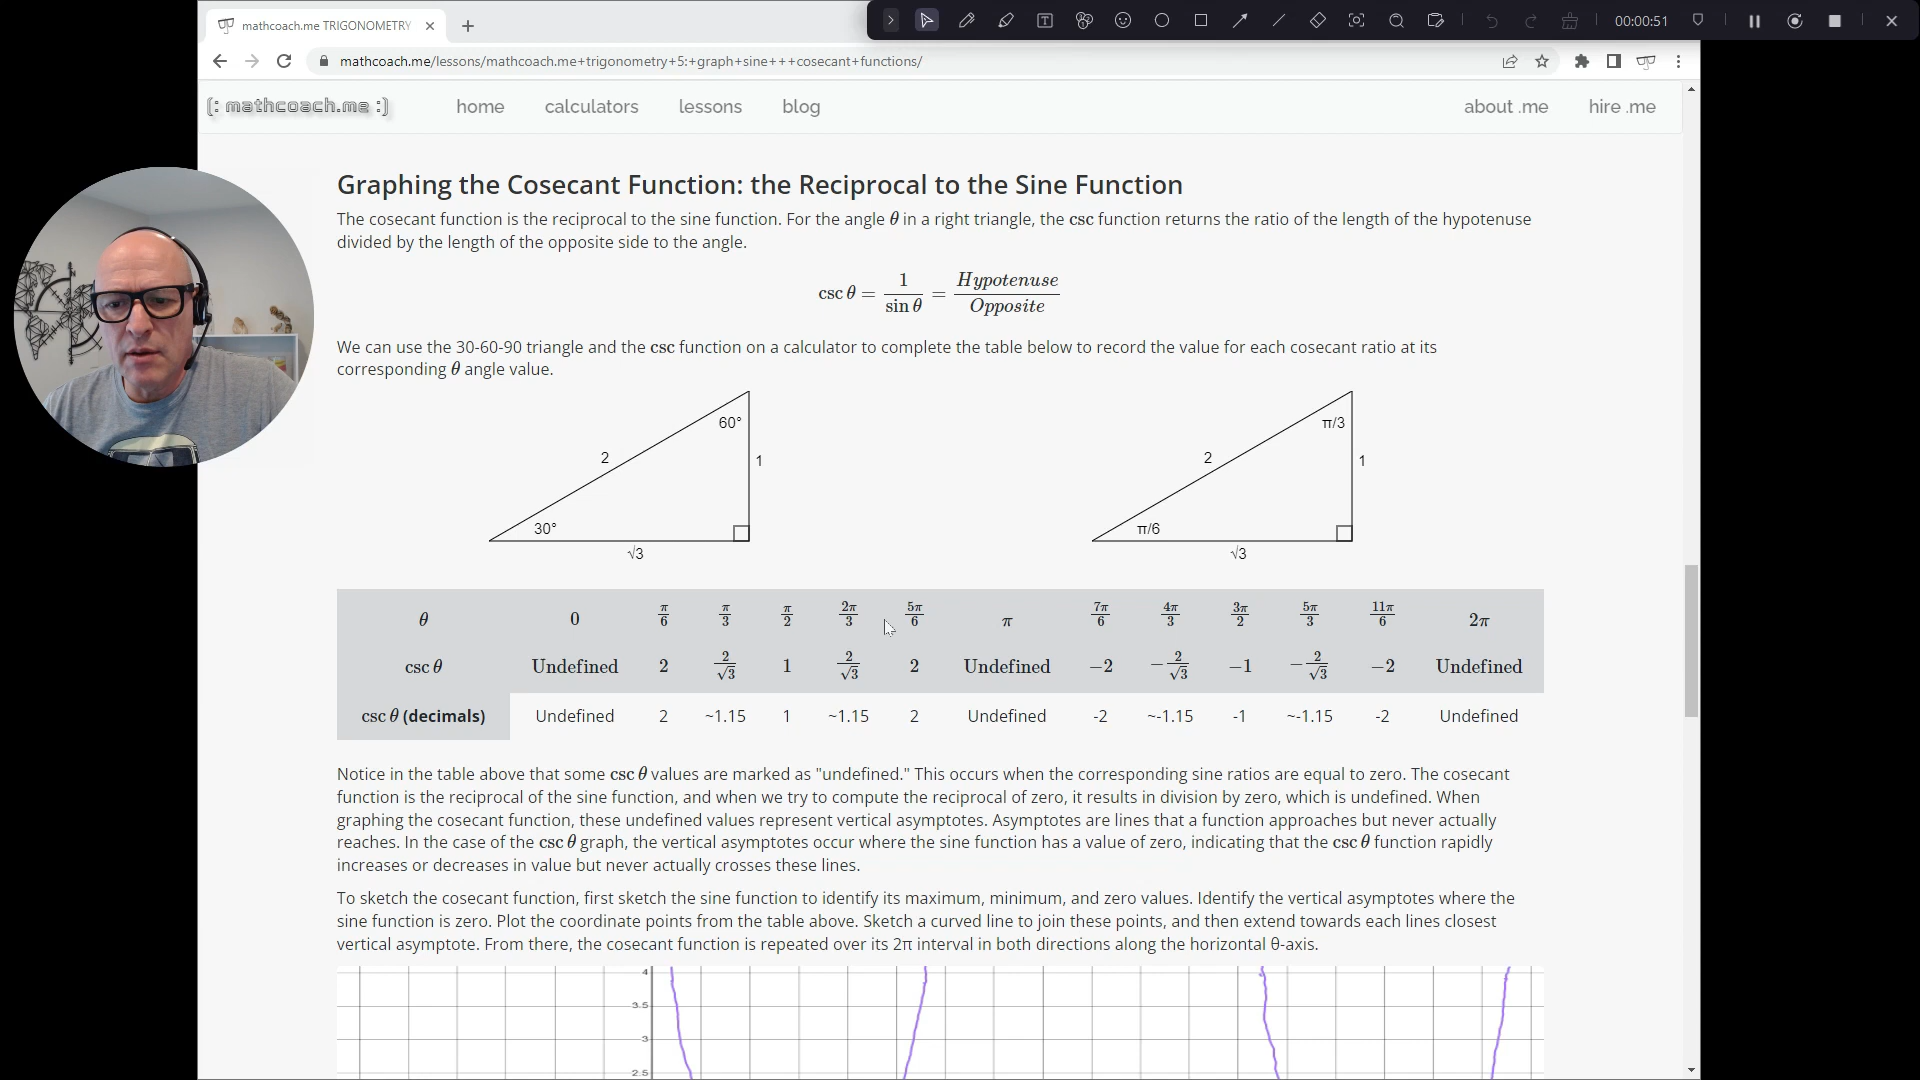 mathcoach.me TRIGONOMETRY
00:00:51
mathcoach.me/lessons/mathcoach.me+trigonometry+5:+graph+sine+++cosecant+functions/
(: mathcoach.me :) home calculators lessons blog about .me hire .me
Graphing the Cosecant Function: the Reciprocal to the Sine Function
The cosecant function is the reciprocal to the sine function. For the angle θ in a right triangle, the csc function returns the ratio of the length of the hypotenuse
divided by the length of the opposite side to the angle.
csc θ = 1/sin θ = Hypotenuse/Opposite
We can use the 30-60-90 triangle and the csc function on a calculator to complete the table below to record the value for each cosecant ratio at its
corresponding θ angle value.
60° π/3
2 1 2 1
30° π/6
√3 √3
θ 0 π/6 π/3 π/2 2π/3 5π/6 π 7π/6 4π/3 3π/2 5π/3 11π/6 2π
csc θ Undefined 2 2/√3 1 2/√3 2 Undefined −2 −2/√3 −1 −2/√3 −2 Undefined
csc θ (decimals) Undefined 2 ~1.15 1 ~1.15 2 Undefined -2 ~-1.15 -1 ~-1.15 -2 Undefined
Notice in the table above that some csc θ values are marked as "undefined." This occurs when the corresponding sine ratios are equal to zero. The cosecant
function is the reciprocal of the sine function, and when we try to compute the reciprocal of zero, it results in division by zero, which is undefined. When
graphing the cosecant function, these undefined values represent vertical asymptotes. Asymptotes are lines that a function approaches but never actually
reaches. In the case of the csc θ graph, the vertical asymptotes occur where the sine function has a value of zero, indicating that the csc θ function rapidly
increases or decreases in value but never actually crosses these lines.
To sketch the cosecant function, first sketch the sine function to identify its maximum, minimum, and zero values. Identify the vertical asymptotes where the
sine function is zero. Plot the coordinate points from the table above. Sketch a curved line to join these points, and then extend towards each lines closest
vertical asymptote. From there, the cosecant function is repeated over its 2π interval in both directions along the horizontal θ-axis.
4
3.5
3
2.5